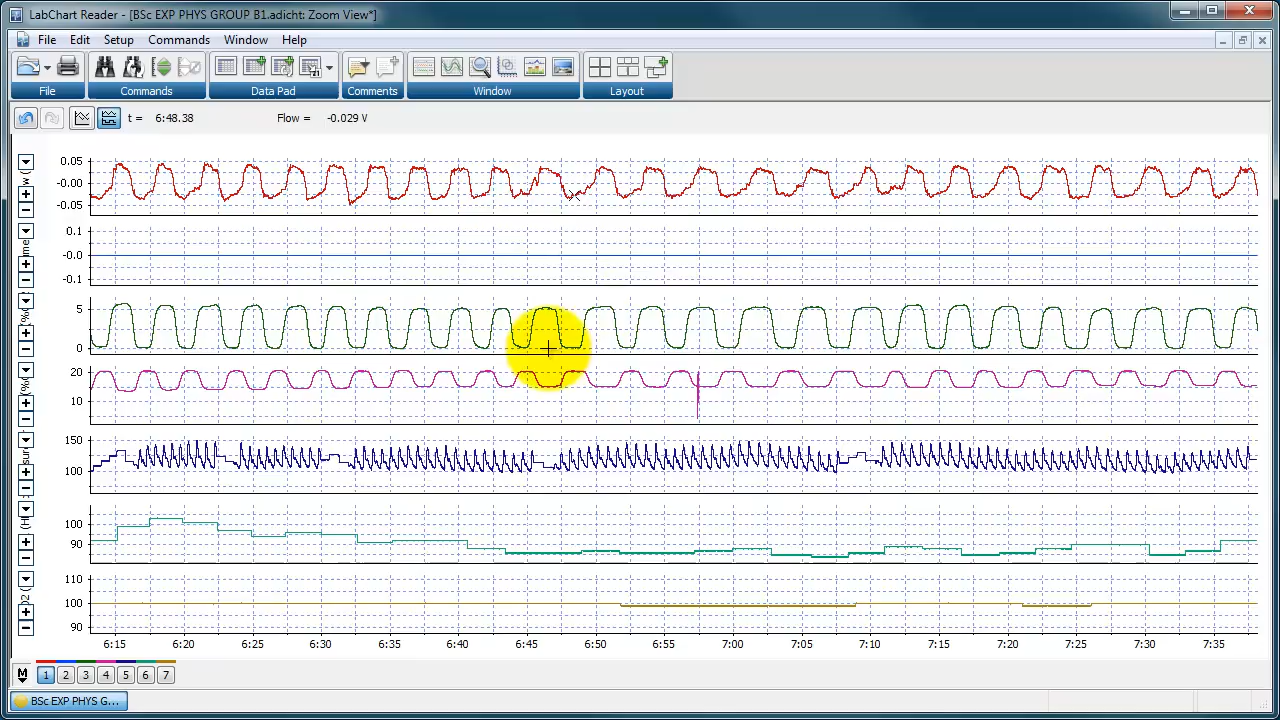 LabChart Reader - [BSc EXP PHYS GROUP B1.adicht: Zoom View*]
File Edit Setup Commands Window Help
File Commands Data Pad Comments Window Layout
t = 6:48.38 Flow = -0.029 V
0.05
-0.00
-0.05
0.1
-0.0
-0.1
5
0
20
10
150
100
100
90
110
100
90
6:15 6:20 6:25 6:30 6:35 6:40 6:45 6:50 6:55 7:00 7:05 7:10 7:15 7:20 7:25 7:30 7:35
M 1 2 3 4 5 6 7
BSc EXP PHYS G...